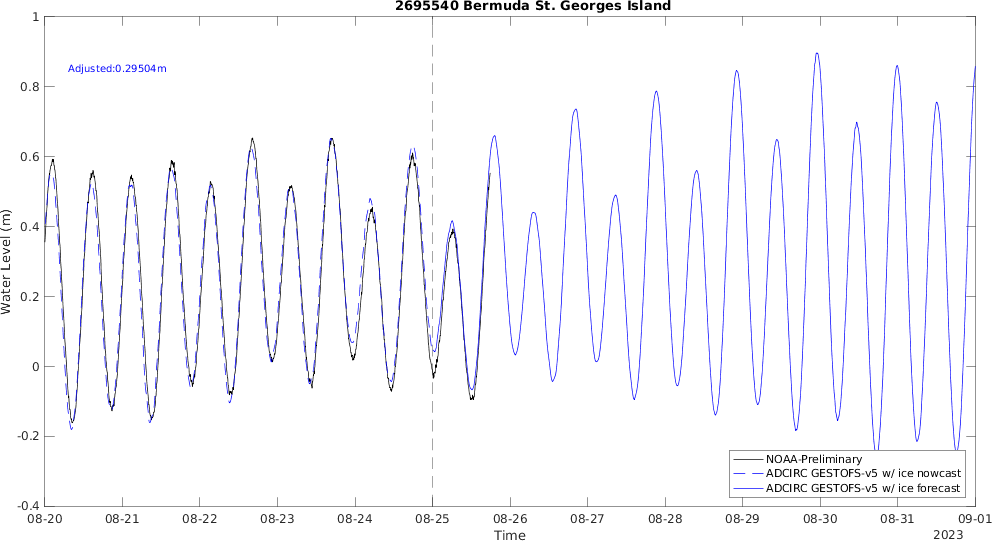 2695540 Bermuda St. Georges Island
Adjusted:0.29504m
Water Level (m)
1
0.8
0.6
0.4
0.2
0
-0.2
-0.4
NOAA-Preliminary
ADCIRC GESTOFS-v5 w/ ice nowcast
ADCIRC GESTOFS-v5 w/ ice forecast
08-20 08-21 08-22 08-23 08-24 08-25 08-26 08-27 08-28 08-29 08-30 08-31 09-01
Time
2023